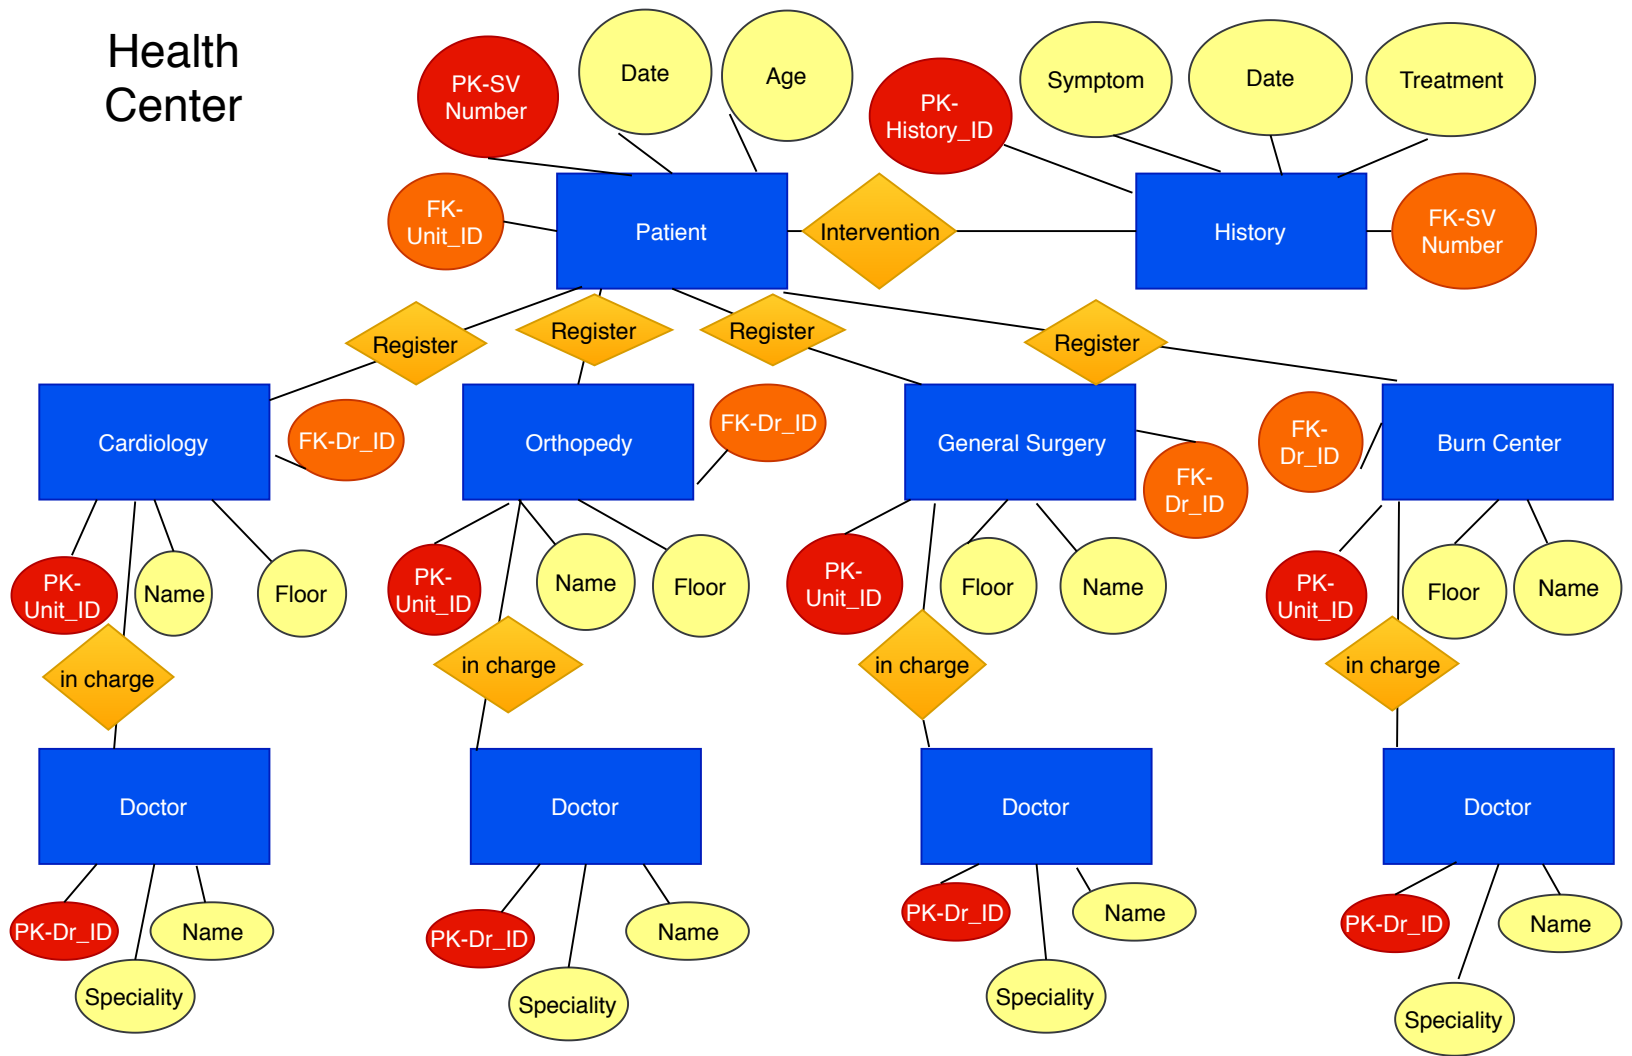 Health
Center
PK-SV
Number
Date
Age
PK-
History_ID
Symptom
Date
Treatment
FK-
Unit_ID
Patient
Intervention
History
FK-SV
Number
Register
Register
Register
Register
Cardiology
FK-Dr_ID
Orthopedy
FK-Dr_ID
General Surgery
FK-
Dr_ID
FK-
Dr_ID
Burn Center
PK-
Unit_ID
Name
Floor
PK-
Unit_ID
Name
Floor
PK-
Unit_ID
Floor
Name
PK-
Unit_ID
Floor
Name
in charge
in charge
in charge
in charge
Doctor
Doctor
Doctor
Doctor
PK-Dr_ID
Speciality
Name
PK-Dr_ID
Speciality
Name
PK-Dr_ID
Speciality
Name
PK-Dr_ID
Speciality
Name